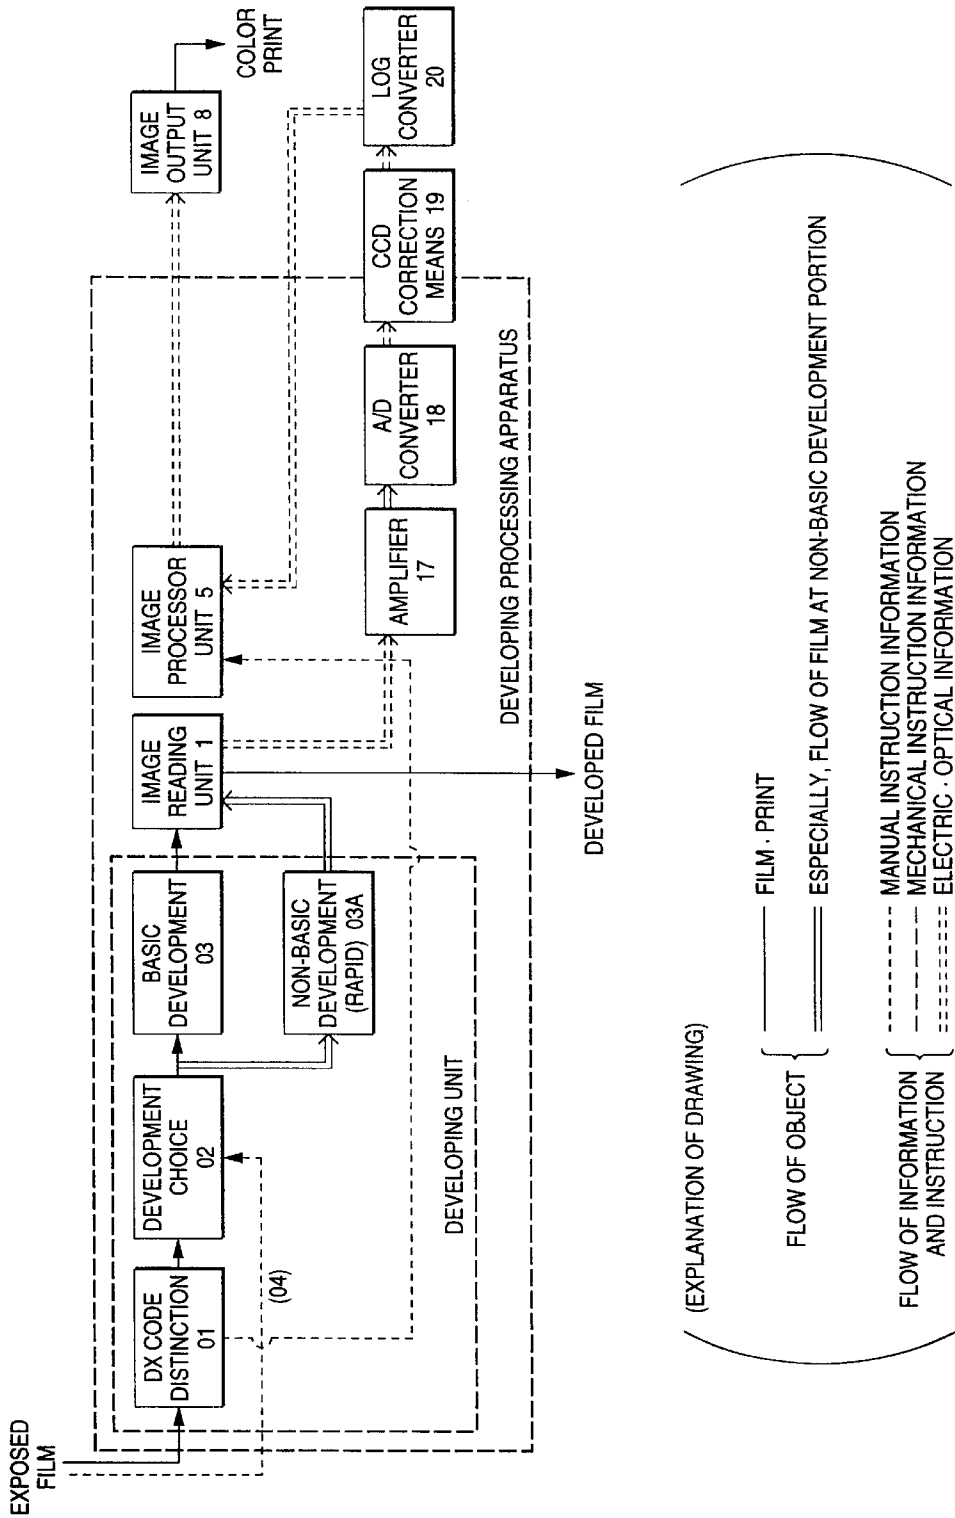 EXPOSED
FILM
DX CODE
DISTINCTION
01
DEVELOPMENT
CHOICE
02
(04)
BASIC
DEVELOPMENT
03
NON-BASIC
DEVELOPMENT
(RAPID) 03A
DEVELOPING UNIT
IMAGE
READING
UNIT 1
DEVELOPED FILM
IMAGE
PROCESSOR
UNIT 5
AMPLIFIER
17
A/D
CONVERTER
18
CCD
CORRECTION
MEANS 19
LOG
CONVERTER
20
DEVELOPING PROCESSING APPARATUS
IMAGE
OUTPUT
UNIT 8
COLOR
PRINT
(EXPLANATION OF DRAWING)
FLOW OF OBJECT
FILM · PRINT
ESPECIALLY, FLOW OF FILM AT NON-BASIC DEVELOPMENT PORTION
FLOW OF INFORMATION
AND INSTRUCTION
MANUAL INSTRUCTION INFORMATION
MECHANICAL INSTRUCTION INFORMATION
ELECTRIC · OPTICAL INFORMATION